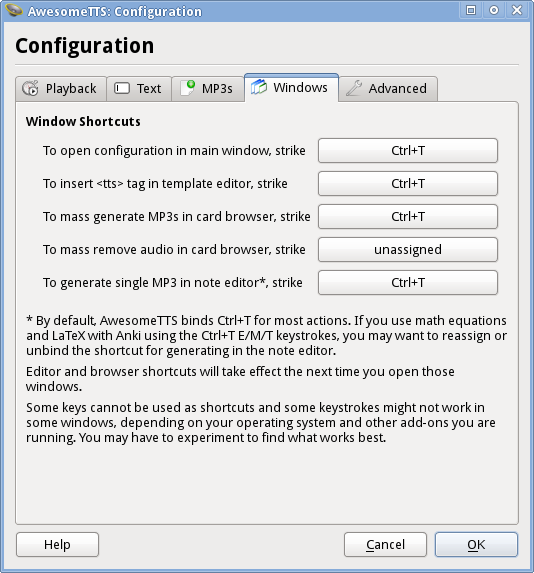 AwesomeTTS: Configuration
Configuration
Playback
Text
MP3s
Windows
Advanced
Window Shortcuts
To open configuration in main window, strike Ctrl+T
To insert <tts> tag in template editor, strike Ctrl+T
To mass generate MP3s in card browser, strike Ctrl+T
To mass remove audio in card browser, strike unassigned
To generate single MP3 in note editor*, strike Ctrl+T
* By default, AwesomeTTS binds Ctrl+T for most actions. If you use math equations
and LaTeX with Anki using the Ctrl+T E/M/T keystrokes, you may want to reassign or
unbind the shortcut for generating in the note editor.
Editor and browser shortcuts will take effect the next time you open those
windows.
Some keys cannot be used as shortcuts and some keystrokes might not work in
some windows, depending on your operating system and other add-ons you are
running. You may have to experiment to find what works best.
Help
Cancel
OK